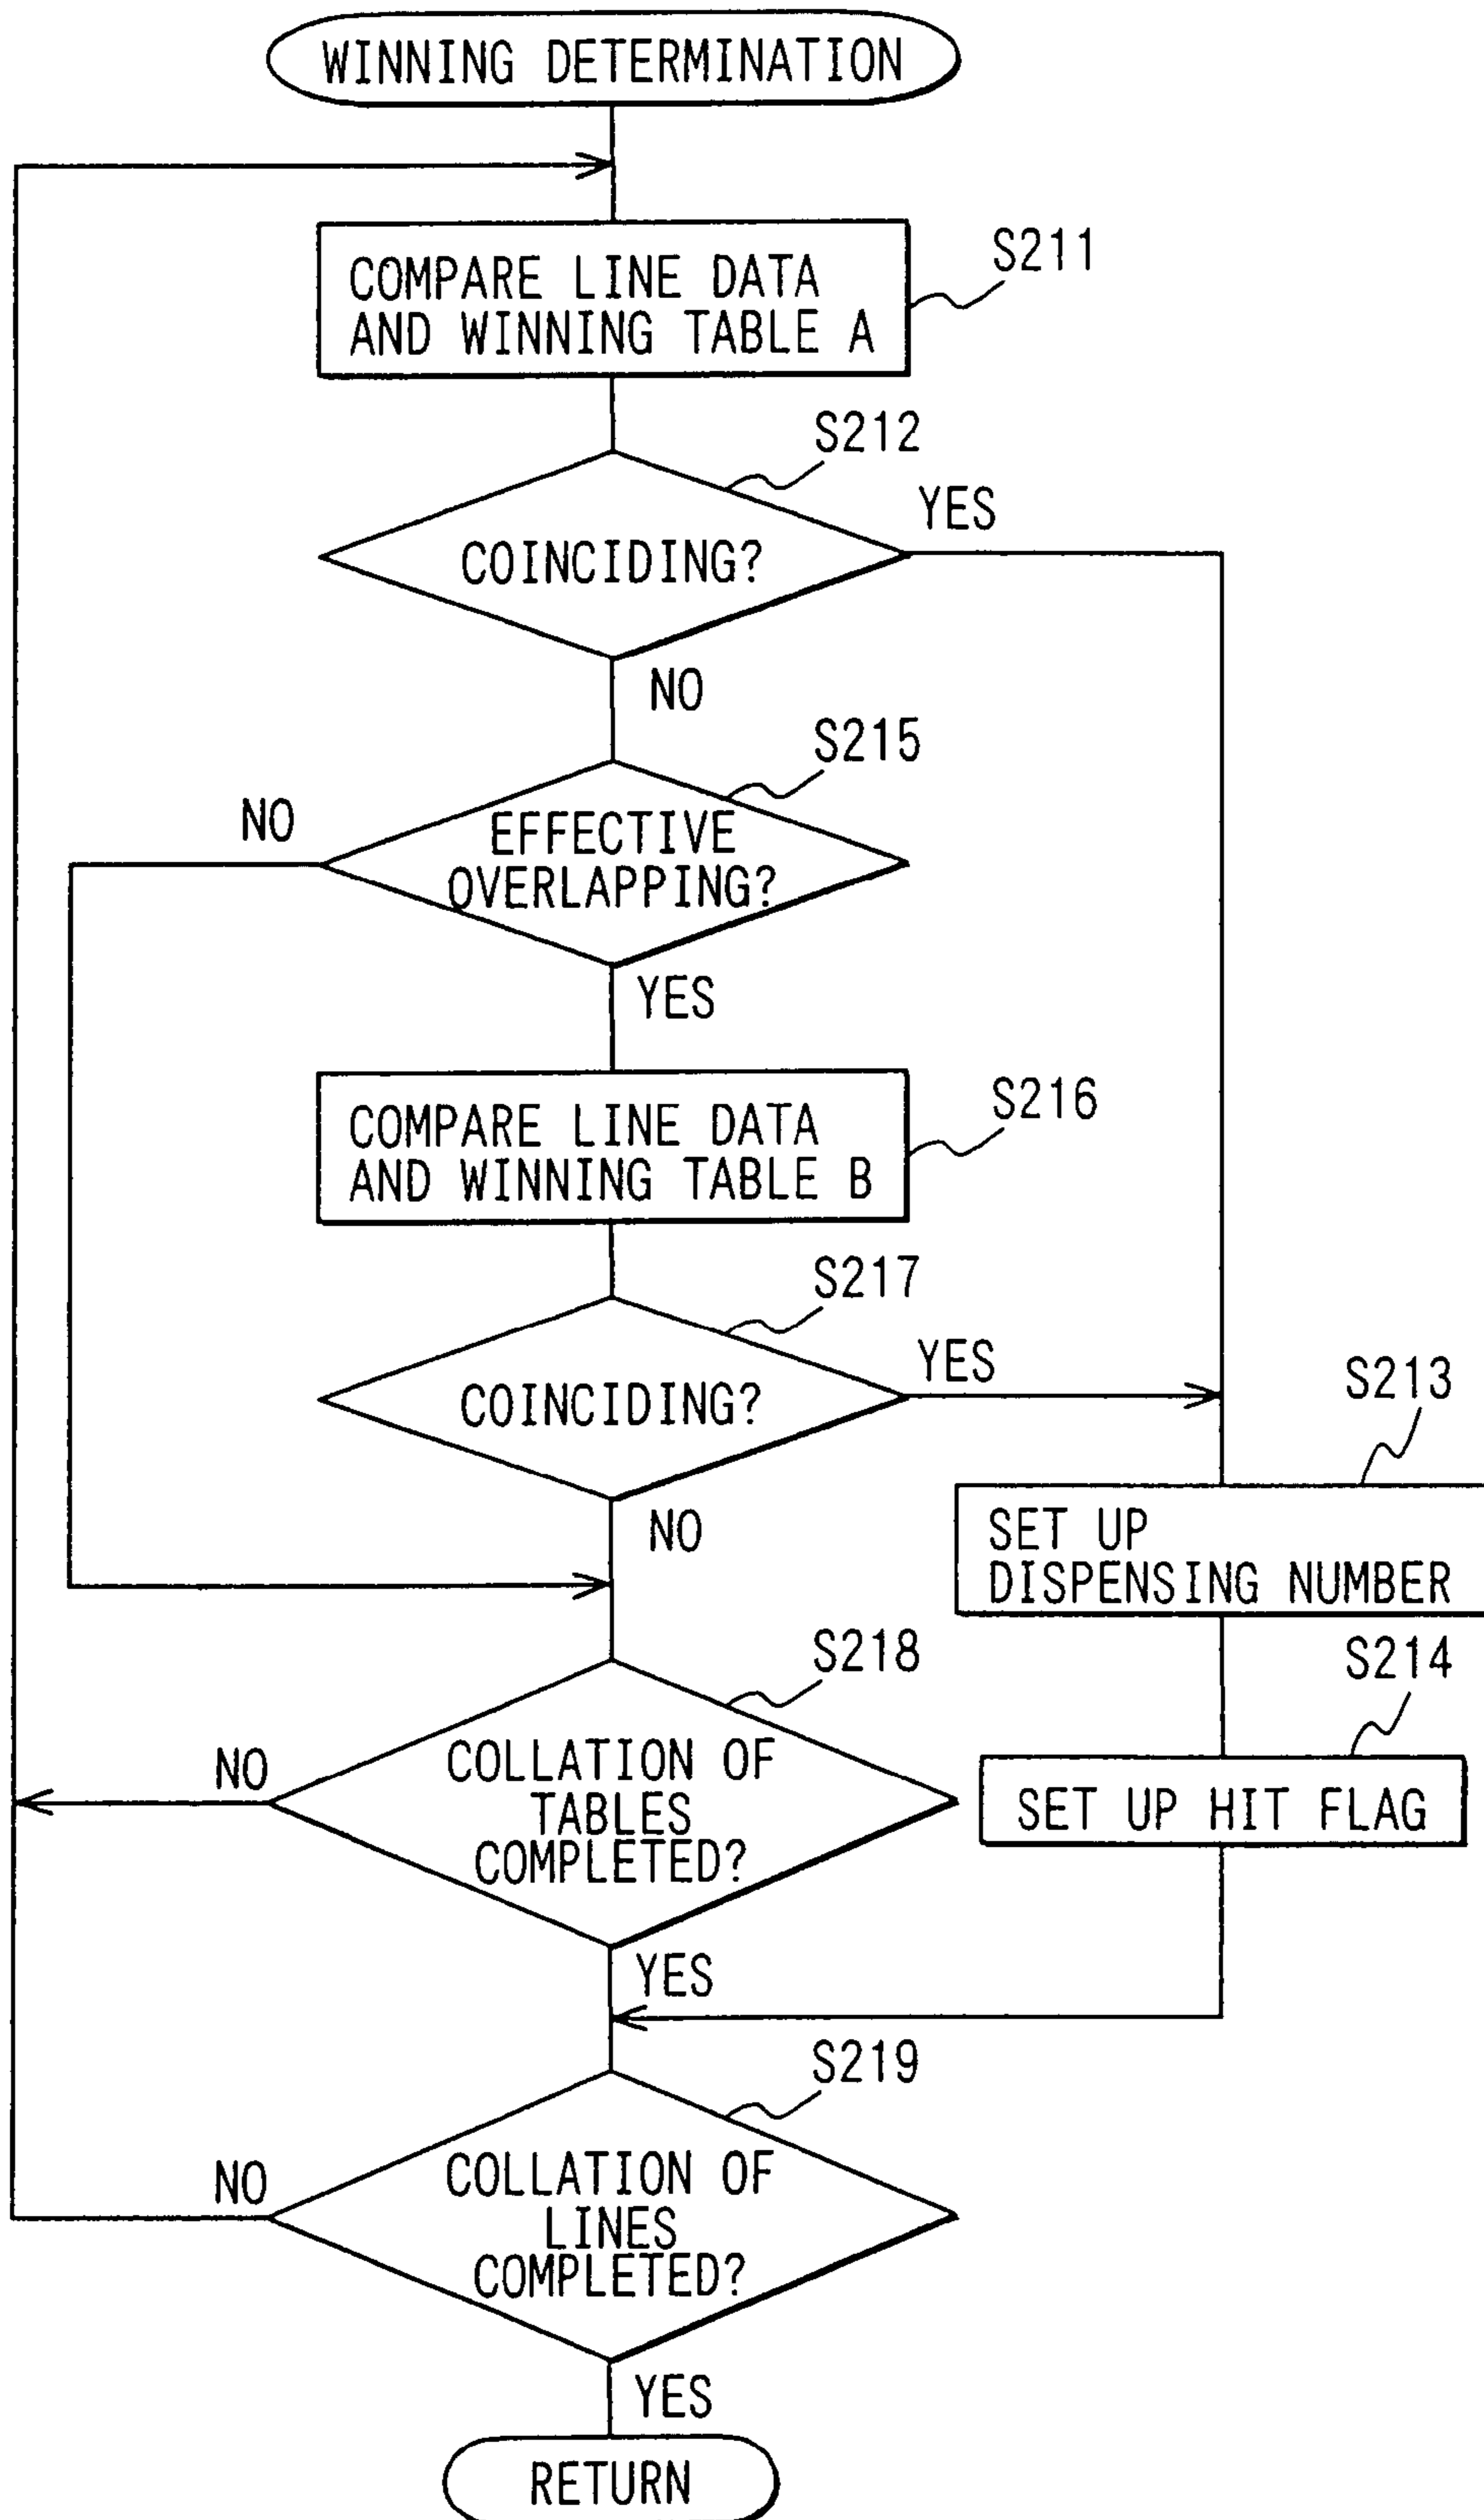 WINNING DETERMINATION
COMPARE LINE DATA
AND WINNING TABLE A
S211
S212
COINCIDING?
YES
NO
S215
EFFECTIVE
OVERLAPPING?
NO
YES
COMPARE LINE DATA
AND WINNING TABLE B
S216
S217
COINCIDING?
YES
NO
S213
SET UP
DISPENSING NUMBER
S218
COLLATION OF
TABLES
COMPLETED?
NO
YES
S214
SET UP HIT FLAG
S219
COLLATION OF
LINES
COMPLETED?
NO
YES
RETURN